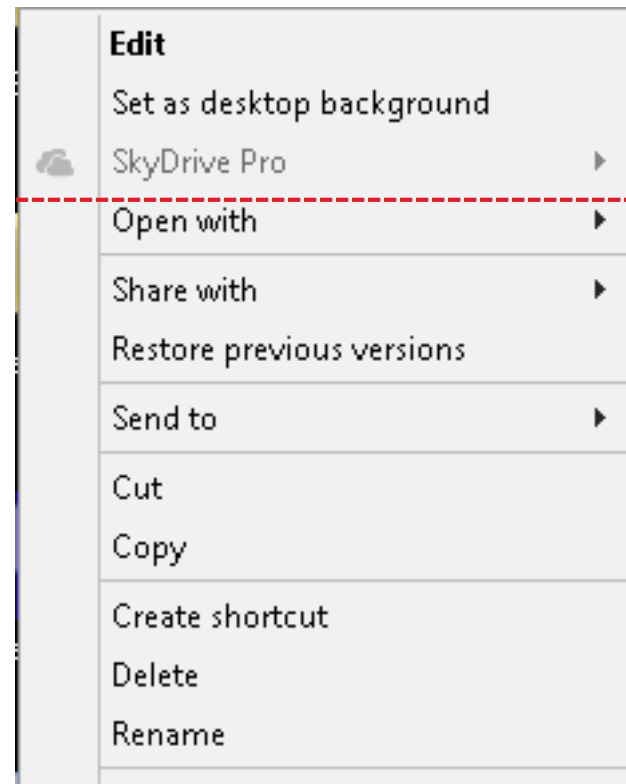 Edit
Set as desktop background
SkyDrive Pro
Open with
Share with
Restore previous versions
Send to
Cut
Copy
Create shortcut
Delete
Rename